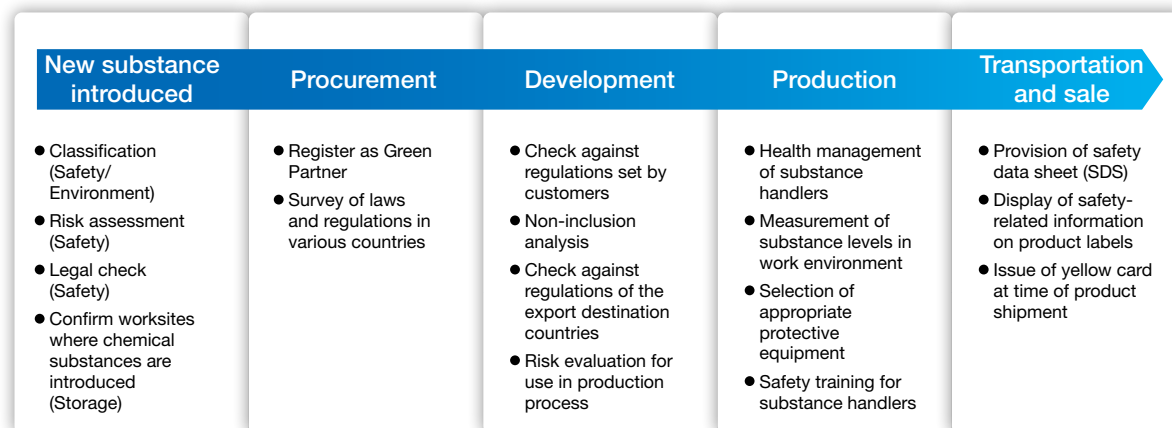 New substance
introduced
Procurement
Development
Production
Transportation
and sale
● Classification
(Safety/
Environment)
● Risk assessment
(Safety)
● Legal check
(Safety)
● Confirm worksites
where chemical
substances are
introduced
(Storage)
● Register as Green
Partner
● Survey of laws
and regulations in
various countries
● Check against
regulations set by
customers
● Non-inclusion
analysis
● Check against
regulations of the
export destination
countries
● Risk evaluation for
use in production
process
● Health management
of substance
handlers
● Measurement of
substance levels in
work environment
● Selection of
appropriate
protective
equipment
● Safety training for
substance handlers
● Provision of safety
data sheet (SDS)
● Display of safety-
related information
on product labels
● Issue of yellow card
at time of product
shipment